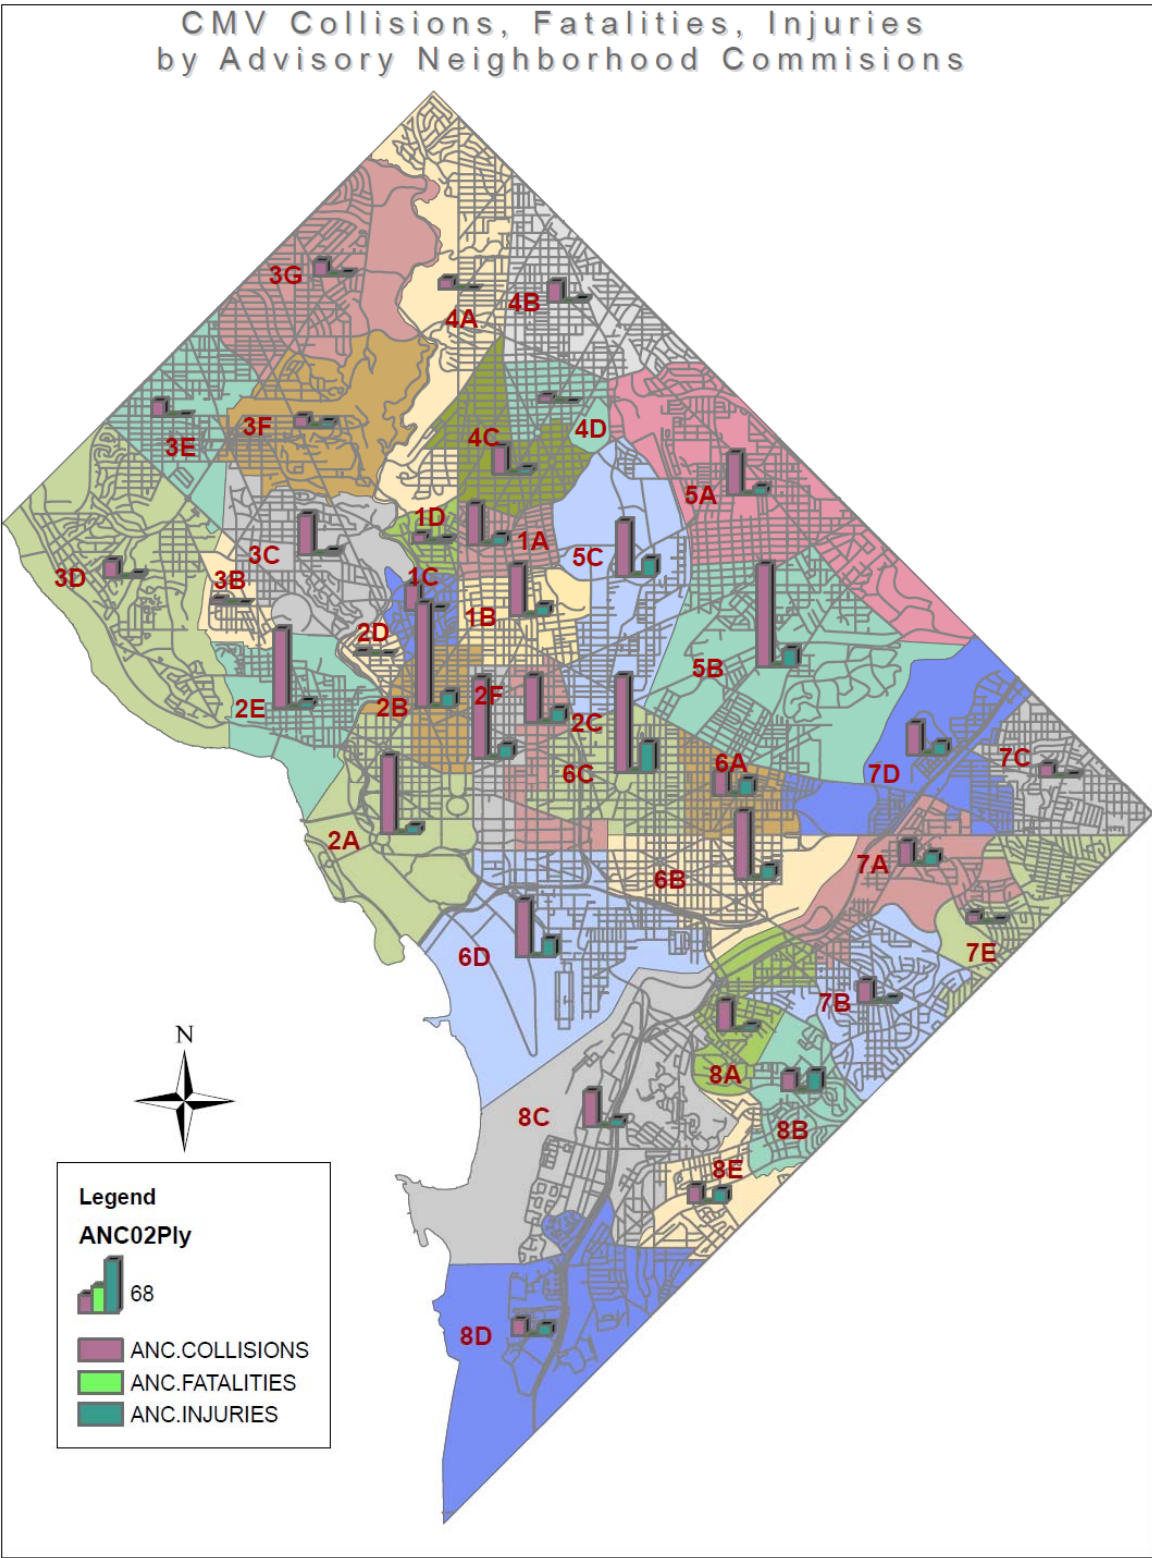 CMV Collisions, Fatalities, Injuries
by Advisory Neighborhood Commisions
3G
4A
4B
3E
3F
4C
4D
5A
3D
3C
3B
1D
1A
1C
5C
1B
2D
2E
2B
2F
2C
5B
6C
6A
7D
7C
2A
6B
7A
6D
7E
7B
8A
8C
8B
8E
8D
N
Legend
ANC02Ply
68
ANC.COLLISIONS
ANC.FATALITIES
ANC.INJURIES